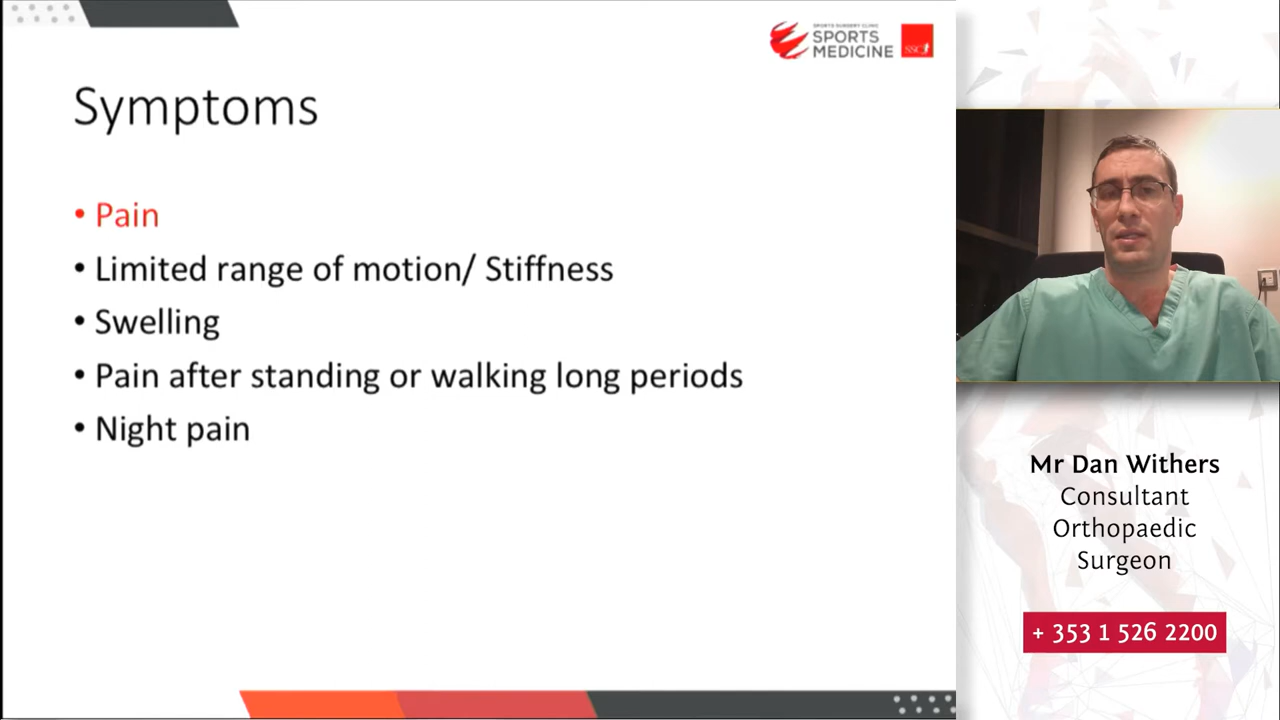 SPORTS SURGERY CLINIC
SPORTS
MEDICINE
SSC
Symptoms
• Pain
• Limited range of motion/ Stiffness
• Swelling
• Pain after standing or walking long periods
• Night pain
Mr Dan Withers
Consultant
Orthopaedic
Surgeon
+ 353 1 526 2200